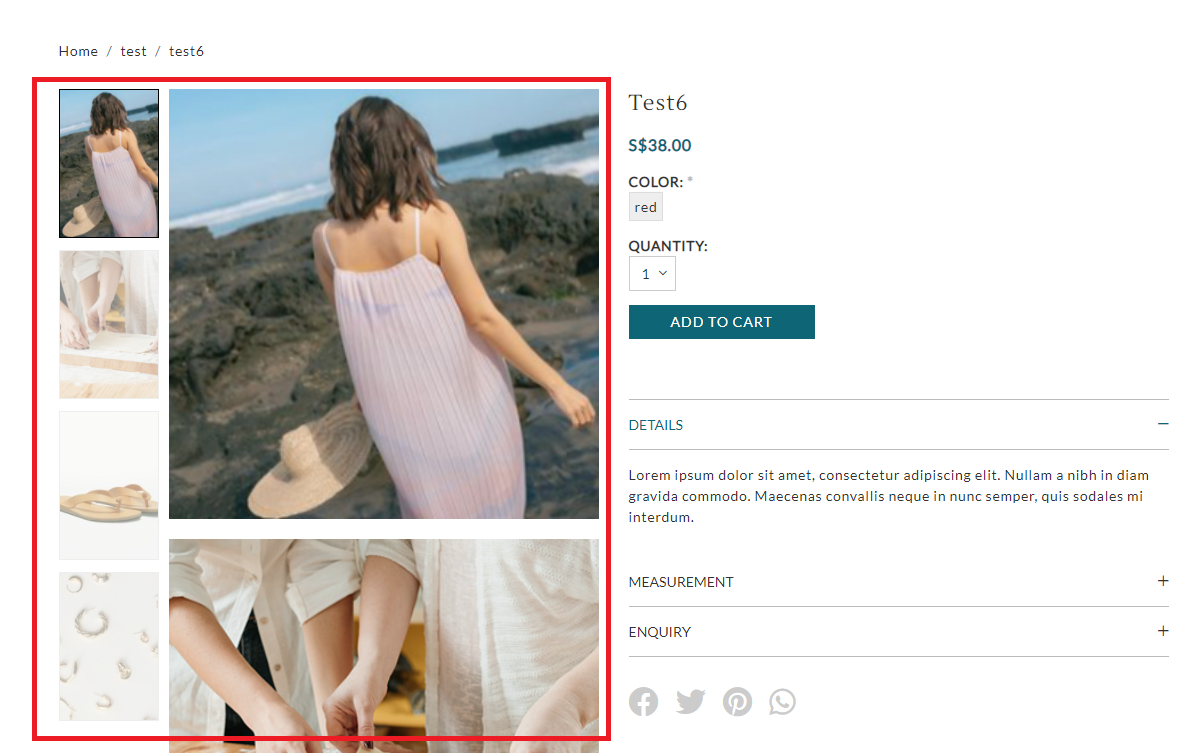 Home / test / test6
Test6
S$38.00
COLOR: *
red
QUANTITY:
1
ADD TO CART
DETAILS
Lorem ipsum dolor sit amet, consectetur adipiscing elit. Nullam a nibh in diam
gravida commodo. Maecenas convallis neque in nunc semper, quis sodales mi
interdum.
MEASUREMENT
ENQUIRY